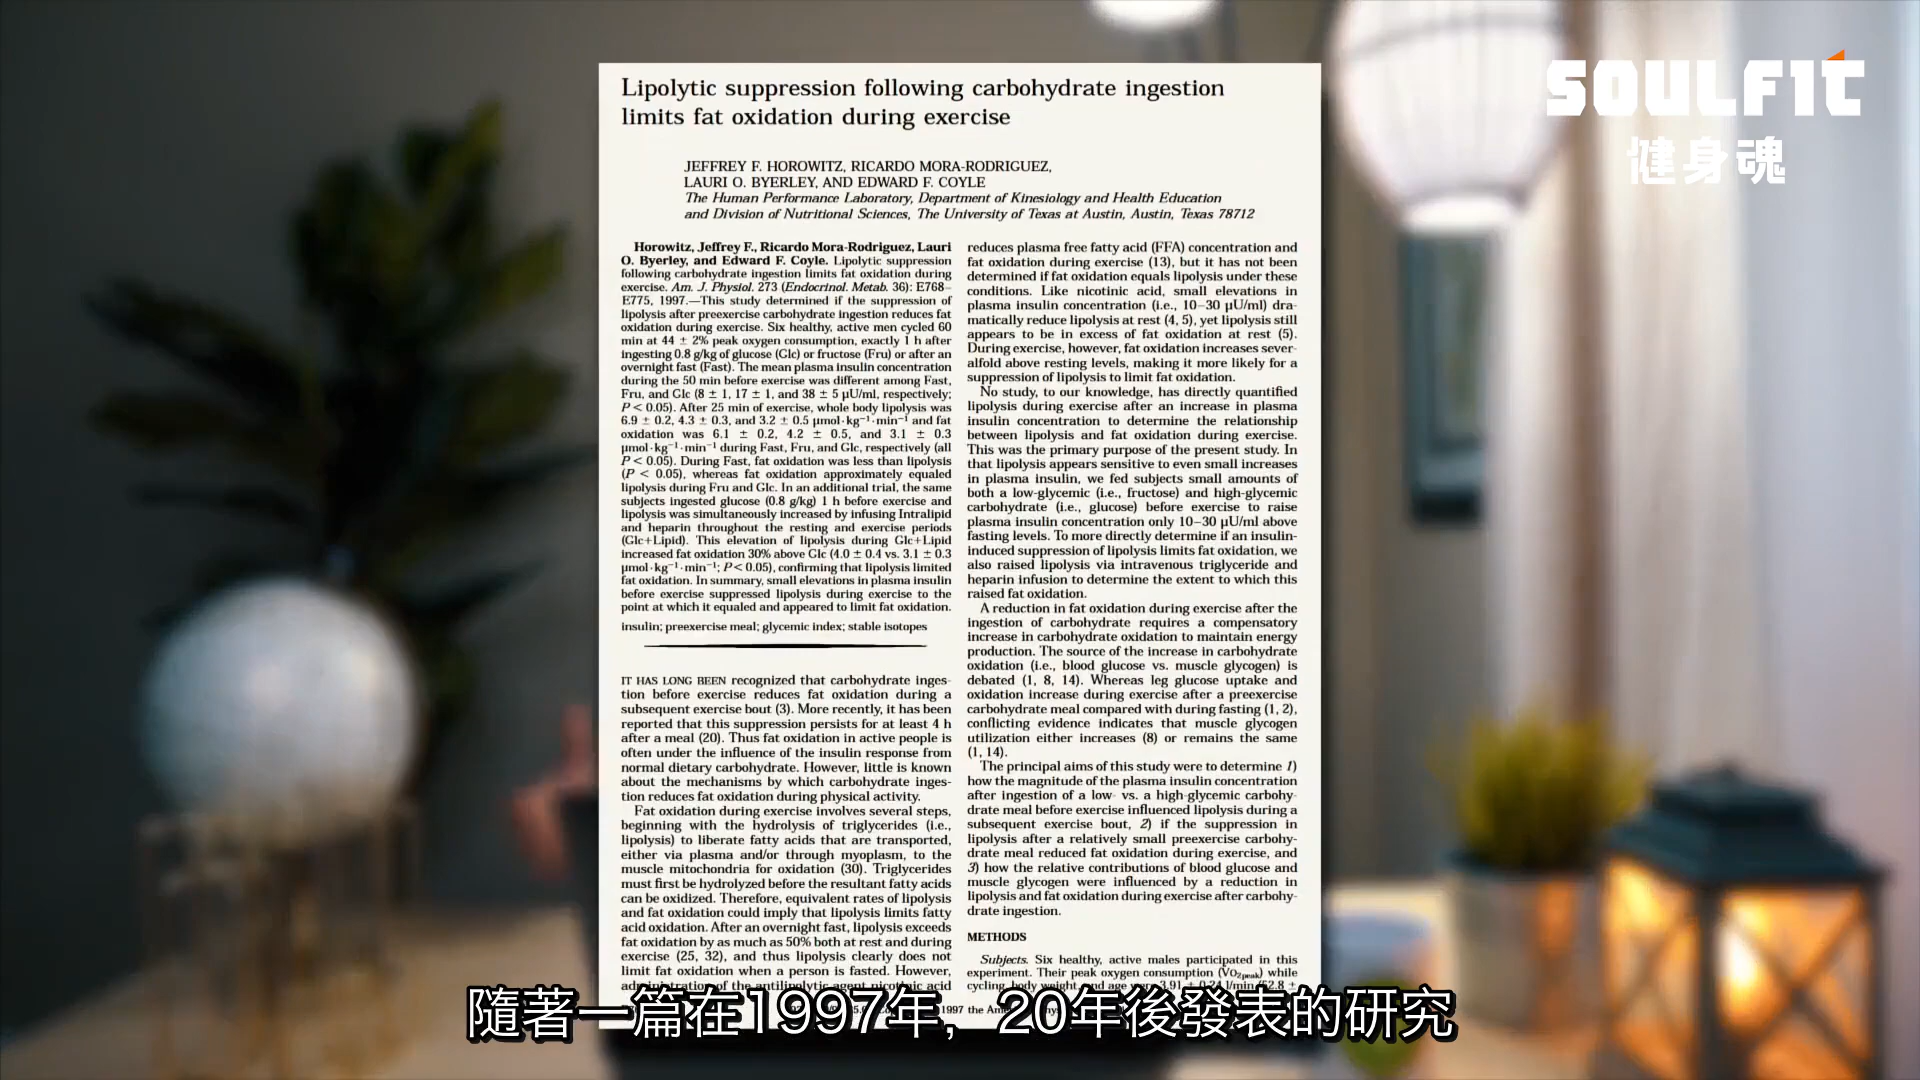 SOULFIT
健身魂
Lipolytic suppression following carbohydrate ingestion
limits fat oxidation during exercise
JEFFREY F. HOROWITZ, RICARDO MORA-RODRIGUEZ,
LAURI O. BYERLEY, AND EDWARD F. COYLE
The Human Performance Laboratory, Department of Kinesiology and Health Education
and Division of Nutritional Sciences, The University of Texas at Austin, Austin, Texas 78712
Horowitz, Jeffrey F., Ricardo Mora-Rodriguez, Lauri
O. Byerley, and Edward F. Coyle. Lipolytic suppression
following carbohydrate ingestion limits fat oxidation during
exercise. Am. J. Physiol. 273 (Endocrinol. Metab. 36): E768–
E775, 1997.—This study determined if the suppression of
lipolysis after preexercise carbohydrate ingestion reduces fat
oxidation during exercise. Six healthy, active men cycled 60
min at 44 ± 2% peak oxygen consumption, exactly 1 h after
ingesting 0.8 g/kg of glucose (Glc) or fructose (Fru) or after an
overnight fast (Fast). The mean plasma insulin concentration
during the 50 min before exercise was different among Fast,
Fru, and Glc (8 ± 1, 17 ± 1, and 38 ± 5 µU/ml, respectively;
P < 0.05). After 25 min of exercise, whole body lipolysis was
6.9 ± 0.2, 4.3 ± 0.3, and 3.2 ± 0.5 µmol·kg⁻¹·min⁻¹ and fat
oxidation was 6.1 ± 0.2, 4.2 ± 0.5, and 3.1 ± 0.3
µmol·kg⁻¹·min⁻¹ during Fast, Fru, and Glc, respectively (all
P < 0.05). During Fast, fat oxidation was less than lipolysis
(P < 0.05), whereas fat oxidation approximately equaled
lipolysis during Fru and Glc. In an additional trial, the same
subjects ingested glucose (0.8 g/kg) 1 h before exercise and
lipolysis was simultaneously increased by infusing Intralipid
and heparin throughout the resting and exercise periods
(Glc+Lipid). This elevation of lipolysis during Glc+Lipid
increased fat oxidation 30% above Glc (4.0 ± 0.4 vs. 3.1 ± 0.3
µmol·kg⁻¹·min⁻¹; P < 0.05), confirming that lipolysis limited
fat oxidation. In summary, small elevations in plasma insulin
before exercise suppressed lipolysis during exercise to the
point at which it equaled and appeared to limit fat oxidation.
insulin; preexercise meal; glycemic index; stable isotopes
IT HAS LONG BEEN recognized that carbohydrate inges-
tion before exercise reduces fat oxidation during a
subsequent exercise bout (3). More recently, it has been
reported that this suppression persists for at least 4 h
after a meal (20). Thus fat oxidation in active people is
often under the influence of the insulin response from
normal dietary carbohydrate. However, little is known
about the mechanisms by which carbohydrate inges-
tion reduces fat oxidation during physical activity.
Fat oxidation during exercise involves several steps,
beginning with the hydrolysis of triglycerides (i.e.,
lipolysis) to liberate fatty acids that are transported,
either via plasma and/or through myoplasm, to the
muscle mitochondria for oxidation (30). Triglycerides
must first be hydrolyzed before the resultant fatty acids
can be oxidized. Therefore, equivalent rates of lipolysis
and fat oxidation could imply that lipolysis limits fatty
acid oxidation. After an overnight fast, lipolysis exceeds
fat oxidation by as much as 50% both at rest and during
exercise (25, 32), and thus lipolysis clearly does not
limit fat oxidation when a person is fasted. However,
administration of the antilipolytic agent nicotinic acid
reduces plasma free fatty acid (FFA) concentration and
fat oxidation during exercise (13), but it has not been
determined if fat oxidation equals lipolysis under these
conditions. Like nicotinic acid, small elevations in
plasma insulin concentration (i.e., 10–30 µU/ml) dra-
matically reduce lipolysis at rest (4, 5), yet lipolysis still
appears to be in excess of fat oxidation at rest (5).
During exercise, however, fat oxidation increases sever-
alfold above resting levels, making it more likely for a
suppression of lipolysis to limit fat oxidation.
No study, to our knowledge, has directly quantified
lipolysis during exercise after an increase in plasma
insulin concentration to determine the relationship
between lipolysis and fat oxidation during exercise.
This was the primary purpose of the present study. In
that lipolysis appears sensitive to even small increases
in plasma insulin, we fed subjects small amounts of
both a low-glycemic (i.e., fructose) and high-glycemic
carbohydrate (i.e., glucose) before exercise to raise
plasma insulin concentration only 10–30 µU/ml above
fasting levels. To more directly determine if an insulin-
induced suppression of lipolysis limits fat oxidation, we
also raised lipolysis via intravenous triglyceride and
heparin infusion to determine the extent to which this
raised fat oxidation.
A reduction in fat oxidation during exercise after the
ingestion of carbohydrate requires a compensatory
increase in carbohydrate oxidation to maintain energy
production. The source of the increase in carbohydrate
oxidation (i.e., blood glucose vs. muscle glycogen) is
debated (1, 8, 14). Whereas leg glucose uptake and
oxidation increase during exercise after a preexercise
carbohydrate meal compared with during fasting (1, 2),
conflicting evidence indicates that muscle glycogen
utilization either increases (8) or remains the same
(1, 14).
The principal aims of this study were to determine 1)
how the magnitude of the plasma insulin concentration
after ingestion of a low- vs. a high-glycemic carbohy-
drate meal before exercise influenced lipolysis during a
subsequent exercise bout, 2) if the suppression in
lipolysis after a relatively small preexercise carbohy-
drate meal reduced fat oxidation during exercise, and
3) how the relative contributions of blood glucose and
muscle glycogen were influenced by a reduction in
lipolysis and fat oxidation during exercise after carbohy-
drate ingestion.
METHODS
Subjects. Six healthy, active males participated in this
experiment. Their peak oxygen consumption (V̇O2peak) while
cycling, body weight, and age were 3.91 ± 0.24 l/min (52.8 ±
1997 the
隨著一篇在1997年，20年後發表的研究